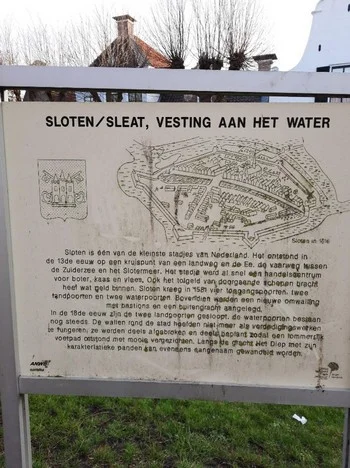 SLOTEN/SLEAT, VESTING AAN HET WATER
Sloten in 1616
Sloten is één van de kleinste stadjes van Nederland. Het ontstond in
de 13de eeuw op een kruispunt van een landweg en de Ee, de vaarweg tussen
de Zuiderzee en het Slotermeer. Het stadje werd al snel een handelscentrum
voor boter, kaas en vlees. Ook het tolgeld van doorgaande schepen bracht
heel wat geld binnen. Sloten kreeg in 1581 vier toegangspoorten: twee
landpoorten en twee waterpoorten. Bovendien werden een nieuwe omwalling
met bastions en een buitengracht aangelegd.
In de 18de eeuw zijn de twee landpoorten gesloopt, de waterpoorten bestaan
nog steeds. De wallen rond de stad hoefden niet meer als verdedigingswerken
te fungeren, ze werden deels afgebroken en deels beplant zodat een lommerrijk
voetpad ontstond met mooie vergezichten. Langs de gracht Het Diep met zijn
karakteristieke panden kan eveneens aangenaam gewandeld worden.
ANWB